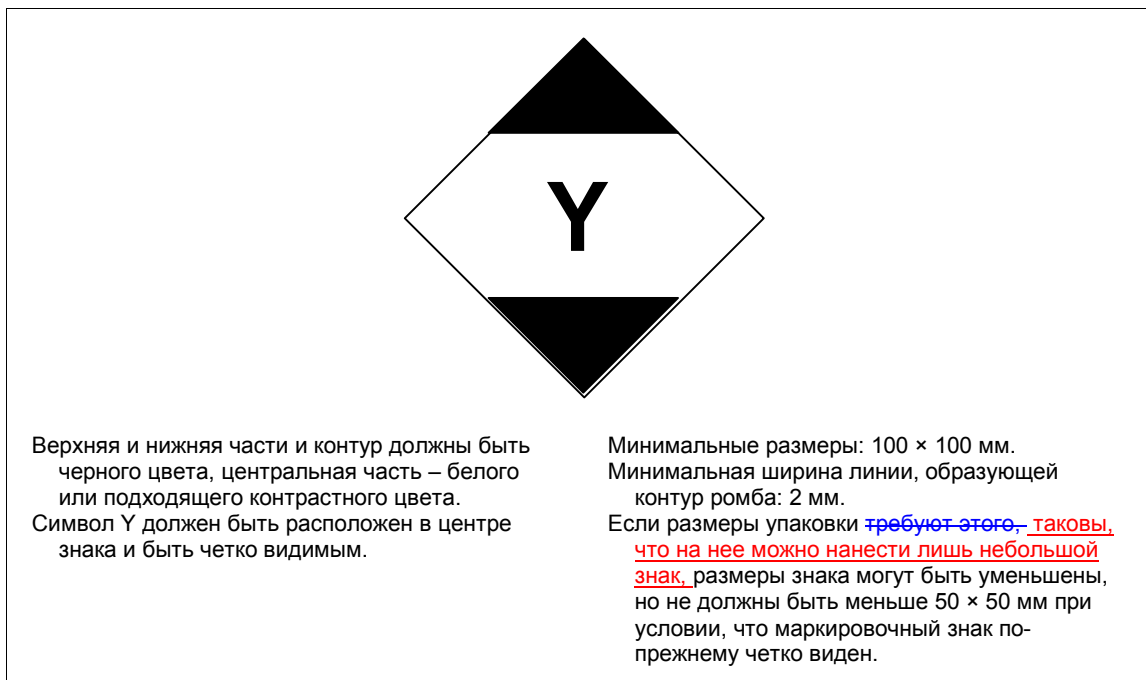 Y
Верхняя и нижняя части и контур должны быть
черного цвета, центральная часть – белого
или подходящего контрастного цвета.
Символ Y должен быть расположен в центре
знака и быть четко видимым.
Минимальные размеры: 100 × 100 мм.
Минимальная ширина линии, образующей
контур ромба: 2 мм.
Если размеры упаковки требуют этого, таковы,
что на нее можно нанести лишь небольшой
знак, размеры знака могут быть уменьшены,
но не должны быть меньше 50 × 50 мм при
условии, что маркировочный знак по-
прежнему четко виден.